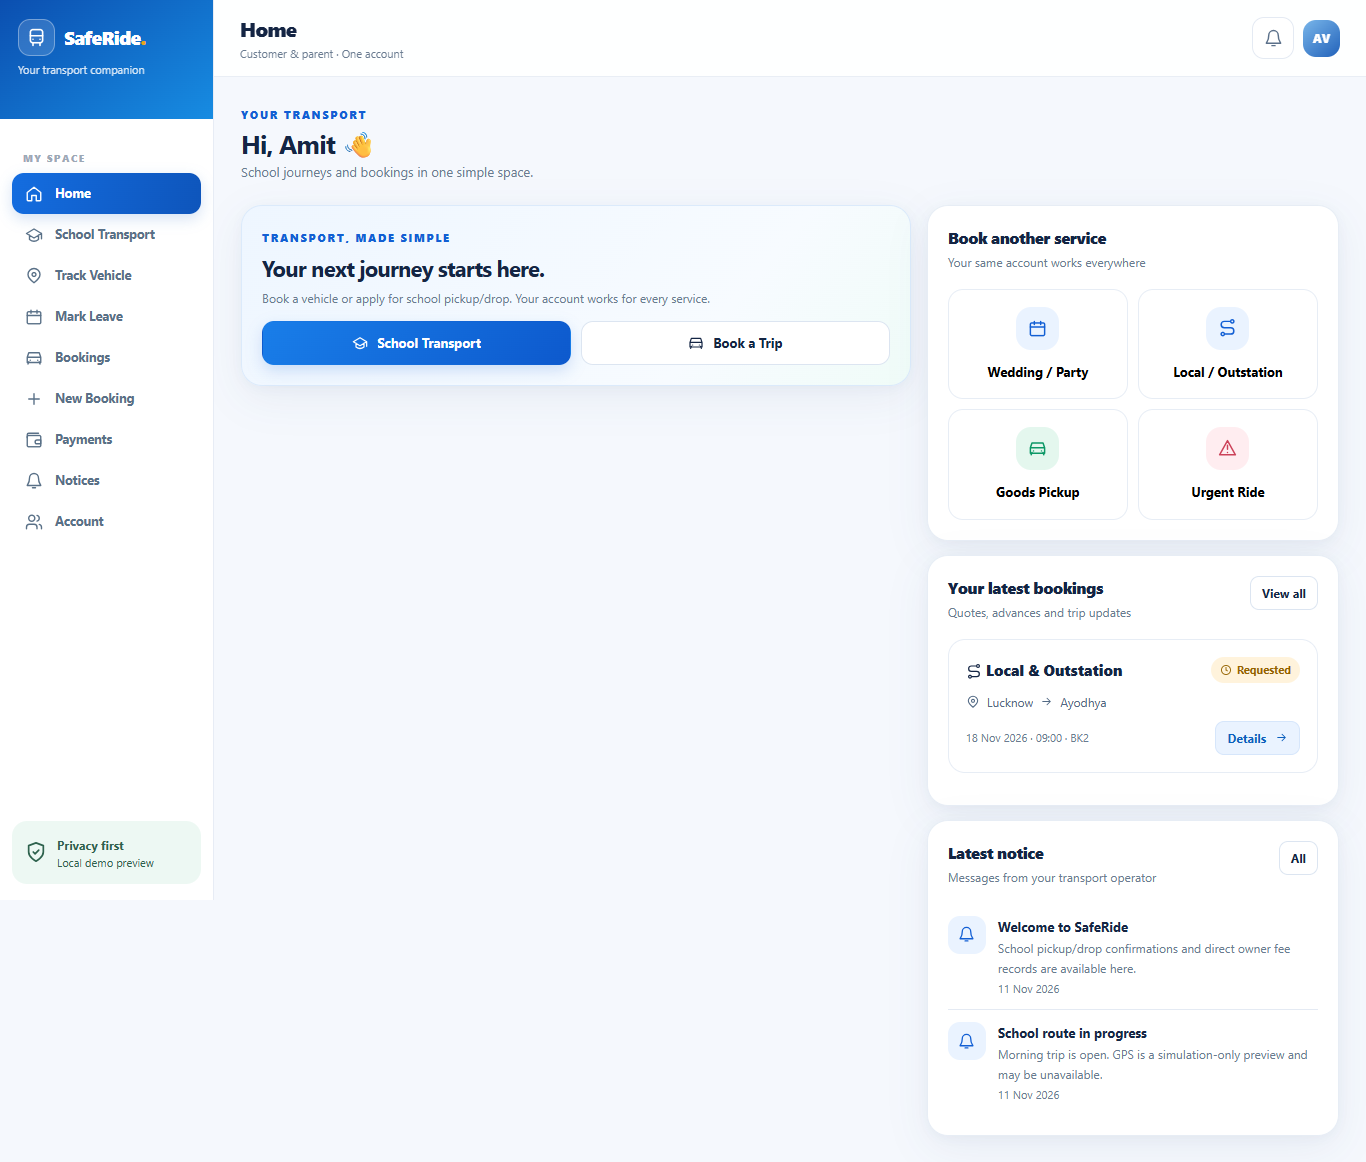 SafeRide.
Your transport companion
MY SPACE
Home
School Transport
Track Vehicle
Mark Leave
Bookings
New Booking
Payments
Notices
Account
Privacy first
Local demo preview
Home
Customer & parent · One account
AV
YOUR TRANSPORT
Hi, Amit 👋
School journeys and bookings in one simple space.
TRANSPORT, MADE SIMPLE
Your next journey starts here.
Book a vehicle or apply for school pickup/drop. Your account works for every service.
School Transport
Book a Trip
Book another service
Your same account works everywhere
Wedding / Party
Local / Outstation
Goods Pickup
Urgent Ride
Your latest bookings
View all
Quotes, advances and trip updates
Local & Outstation
Requested
Lucknow → Ayodhya
18 Nov 2026 · 09:00 · BK2
Details →
Latest notice
All
Messages from your transport operator
Welcome to SafeRide
School pickup/drop confirmations and direct owner fee
records are available here.
11 Nov 2026
School route in progress
Morning trip is open. GPS is a simulation-only preview and
may be unavailable.
11 Nov 2026